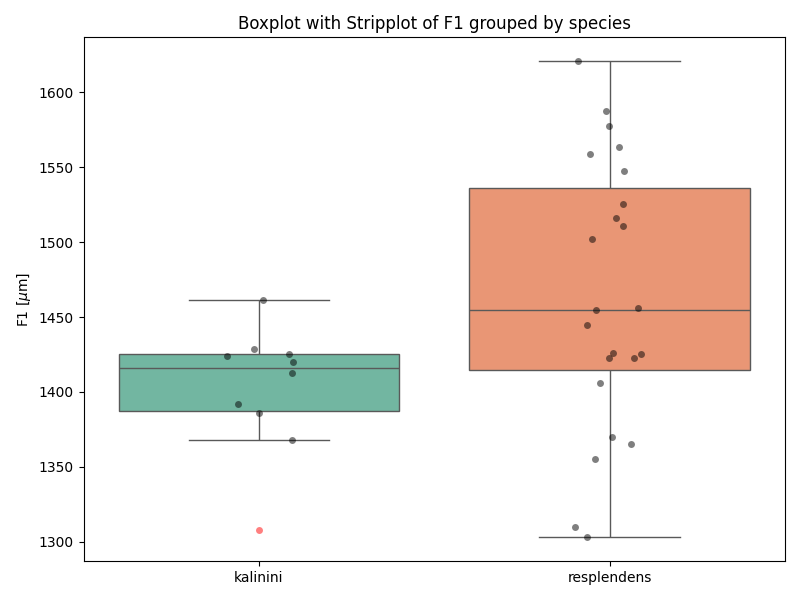 Boxplot with Stripplot of F1 grouped by species
F1 [μm]
1600
1550
1500
1450
1400
1350
1300
kalinini
resplendens